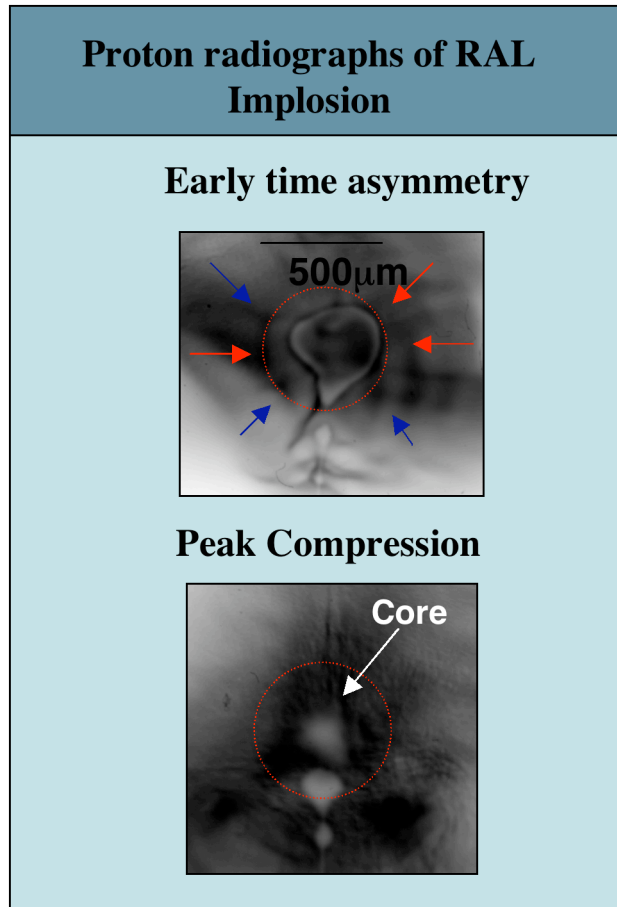 Proton radiographs of RAL
Implosion
Early time asymmetry
500μm
Peak Compression
Core